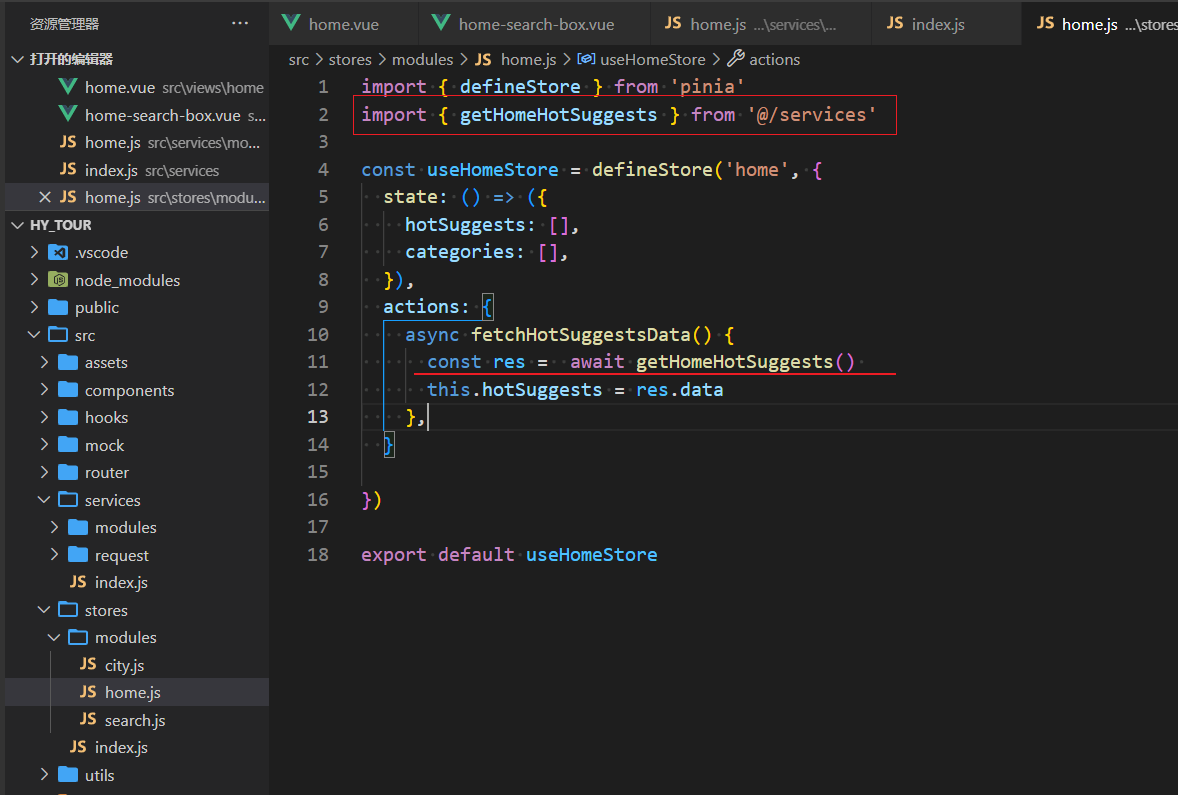 资源管理器 ···
打开的编辑器
home.vue src\views\home
home-search-box.vue s...
JS home.js src\services\mo...
JS index.js src\services
JS home.js src\stores\modu...
HY_TOUR
.vscode
node_modules
public
src
assets
components
hooks
mock
router
services
modules
request
JS index.js
stores
modules
JS city.js
JS home.js
JS search.js
JS index.js
utils
home.vue home-search-box.vue JS home.js ...\services\... JS index.js JS home.js ...\stores
src > stores > modules > JS home.js > useHomeStore > actions
1 import { defineStore } from 'pinia'
2 import { getHomeHotSuggests } from '@/services'
3
4 const useHomeStore = defineStore('home', {
5 state: () => ({
6 hotSuggests: [],
7 categories: [],
8 }),
9 actions: {
10 async fetchHotSuggestsData() {
11 const res =  await getHomeHotSuggests()
12 this.hotSuggests = res.data
13 },
14 }
15
16 })
17
18 export default useHomeStore